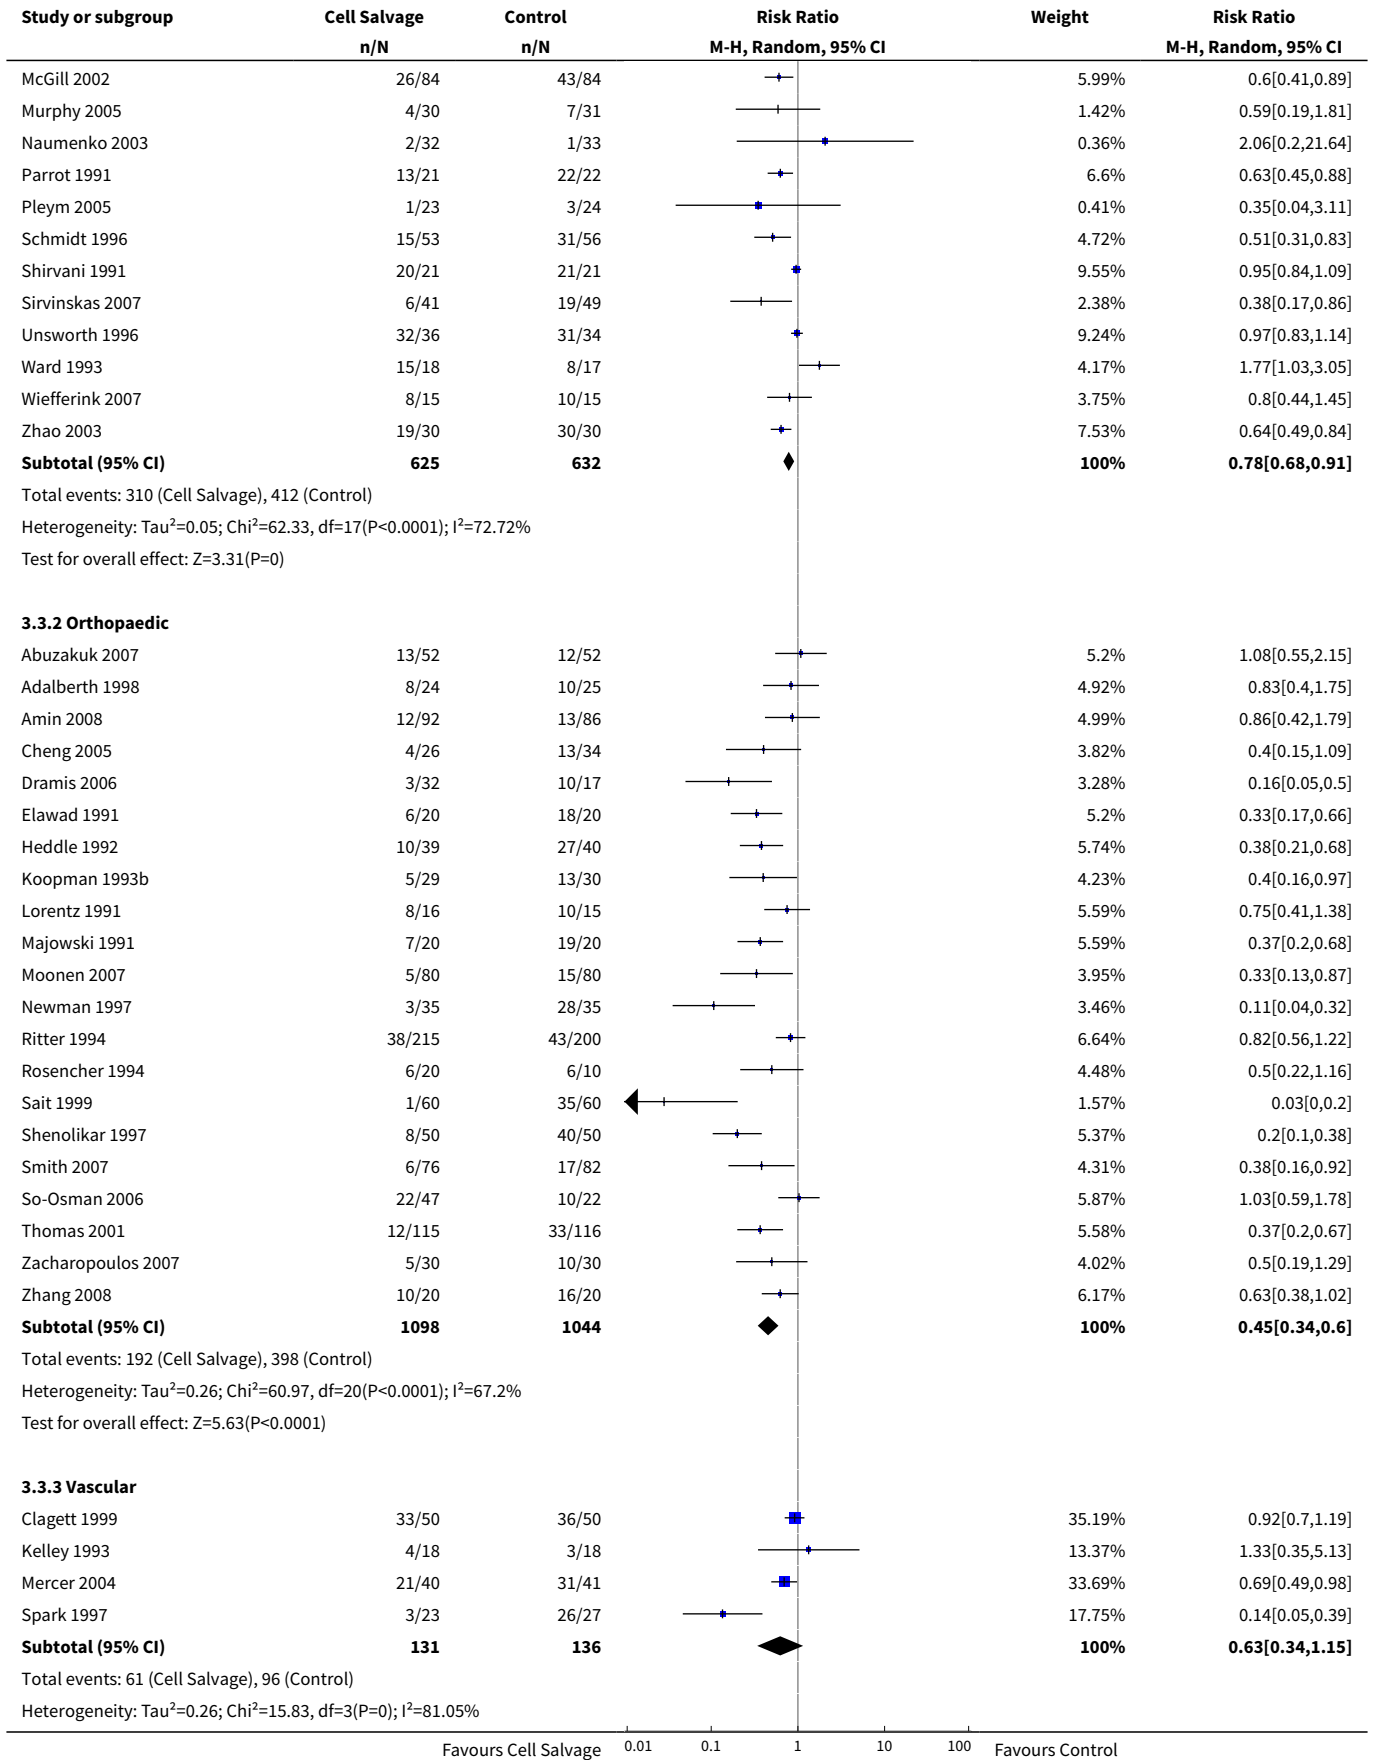 Study or subgroup Cell Salvage Control Risk Ratio Weight Risk Ratio
n/N n/N M-H, Random, 95% CI M-H, Random, 95% CI
McGill 2002 26/84 43/84 5.99% 0.6[0.41,0.89]
Murphy 2005 4/30 7/31 1.42% 0.59[0.19,1.81]
Naumenko 2003 2/32 1/33 0.36% 2.06[0.2,21.64]
Parrot 1991 13/21 22/22 6.6% 0.63[0.45,0.88]
Pleym 2005 1/23 3/24 0.41% 0.35[0.04,3.11]
Schmidt 1996 15/53 31/56 4.72% 0.51[0.31,0.83]
Shirvani 1991 20/21 21/21 9.55% 0.95[0.84,1.09]
Sirvinskas 2007 6/41 19/49 2.38% 0.38[0.17,0.86]
Unsworth 1996 32/36 31/34 9.24% 0.97[0.83,1.14]
Ward 1993 15/18 8/17 4.17% 1.77[1.03,3.05]
Wiefferink 2007 8/15 10/15 3.75% 0.8[0.44,1.45]
Zhao 2003 19/30 30/30 7.53% 0.64[0.49,0.84]
Subtotal (95% CI) 625 632 100% 0.78[0.68,0.91]
Total events: 310 (Cell Salvage), 412 (Control)
Heterogeneity: Tau²=0.05; Chi²=62.33, df=17(P<0.0001); I²=72.72%
Test for overall effect: Z=3.31(P=0)
3.3.2 Orthopaedic
Abuzakuk 2007 13/52 12/52 5.2% 1.08[0.55,2.15]
Adalberth 1998 8/24 10/25 4.92% 0.83[0.4,1.75]
Amin 2008 12/92 13/86 4.99% 0.86[0.42,1.79]
Cheng 2005 4/26 13/34 3.82% 0.4[0.15,1.09]
Dramis 2006 3/32 10/17 3.28% 0.16[0.05,0.5]
Elawad 1991 6/20 18/20 5.2% 0.33[0.17,0.66]
Heddle 1992 10/39 27/40 5.74% 0.38[0.21,0.68]
Koopman 1993b 5/29 13/30 4.23% 0.4[0.16,0.97]
Lorentz 1991 8/16 10/15 5.59% 0.75[0.41,1.38]
Majowski 1991 7/20 19/20 5.59% 0.37[0.2,0.68]
Moonen 2007 5/80 15/80 3.95% 0.33[0.13,0.87]
Newman 1997 3/35 28/35 3.46% 0.11[0.04,0.32]
Ritter 1994 38/215 43/200 6.64% 0.82[0.56,1.22]
Rosencher 1994 6/20 6/10 4.48% 0.5[0.22,1.16]
Sait 1999 1/60 35/60 1.57% 0.03[0,0.2]
Shenolikar 1997 8/50 40/50 5.37% 0.2[0.1,0.38]
Smith 2007 6/76 17/82 4.31% 0.38[0.16,0.92]
So-Osman 2006 22/47 10/22 5.87% 1.03[0.59,1.78]
Thomas 2001 12/115 33/116 5.58% 0.37[0.2,0.67]
Zacharopoulos 2007 5/30 10/30 4.02% 0.5[0.19,1.29]
Zhang 2008 10/20 16/20 6.17% 0.63[0.38,1.02]
Subtotal (95% CI) 1098 1044 100% 0.45[0.34,0.6]
Total events: 192 (Cell Salvage), 398 (Control)
Heterogeneity: Tau²=0.26; Chi²=60.97, df=20(P<0.0001); I²=67.2%
Test for overall effect: Z=5.63(P<0.0001)
3.3.3 Vascular
Clagett 1999 33/50 36/50 35.19% 0.92[0.7,1.19]
Kelley 1993 4/18 3/18 13.37% 1.33[0.35,5.13]
Mercer 2004 21/40 31/41 33.69% 0.69[0.49,0.98]
Spark 1997 3/23 26/27 17.75% 0.14[0.05,0.39]
Subtotal (95% CI) 131 136 100% 0.63[0.34,1.15]
Total events: 61 (Cell Salvage), 96 (Control)
Heterogeneity: Tau²=0.26; Chi²=15.83, df=3(P=0); I²=81.05%
Favours Cell Salvage 0.01 0.1 1 10 100 Favours Control